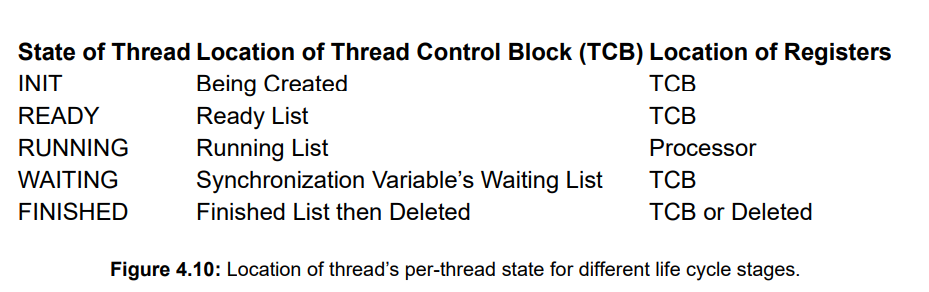 State of Thread Location of Thread Control Block (TCB) Location of Registers
INIT Being Created TCB
READY Ready List TCB
RUNNING Running List Processor
WAITING Synchronization Variable’s Waiting List TCB
FINISHED Finished List then Deleted TCB or Deleted
Figure 4.10: Location of thread’s per-thread state for different life cycle stages.